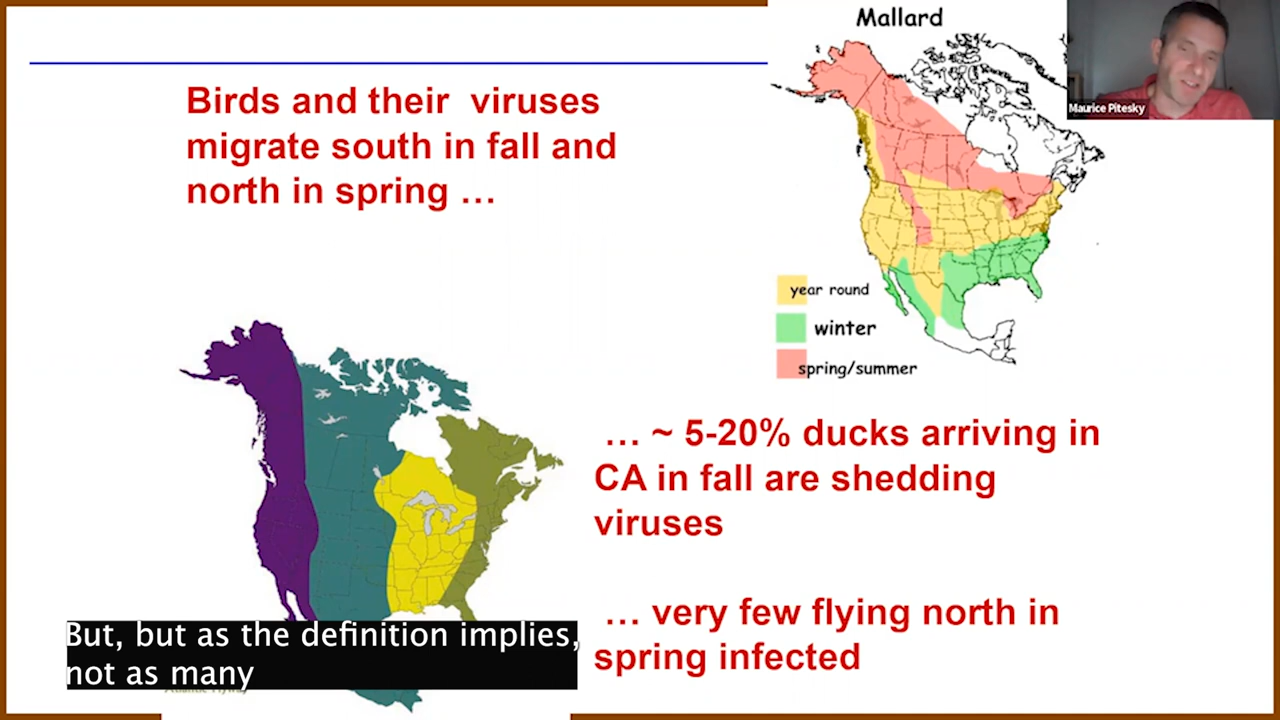 Mallard
Maurice Pitesky
Birds and their viruses
migrate south in fall and
north in spring …
year round
winter
spring/summer
… ~ 5-20% ducks arriving in
CA in fall are shedding
viruses
… very few flying north in
spring infected
But, but as the definition implies,
not as many